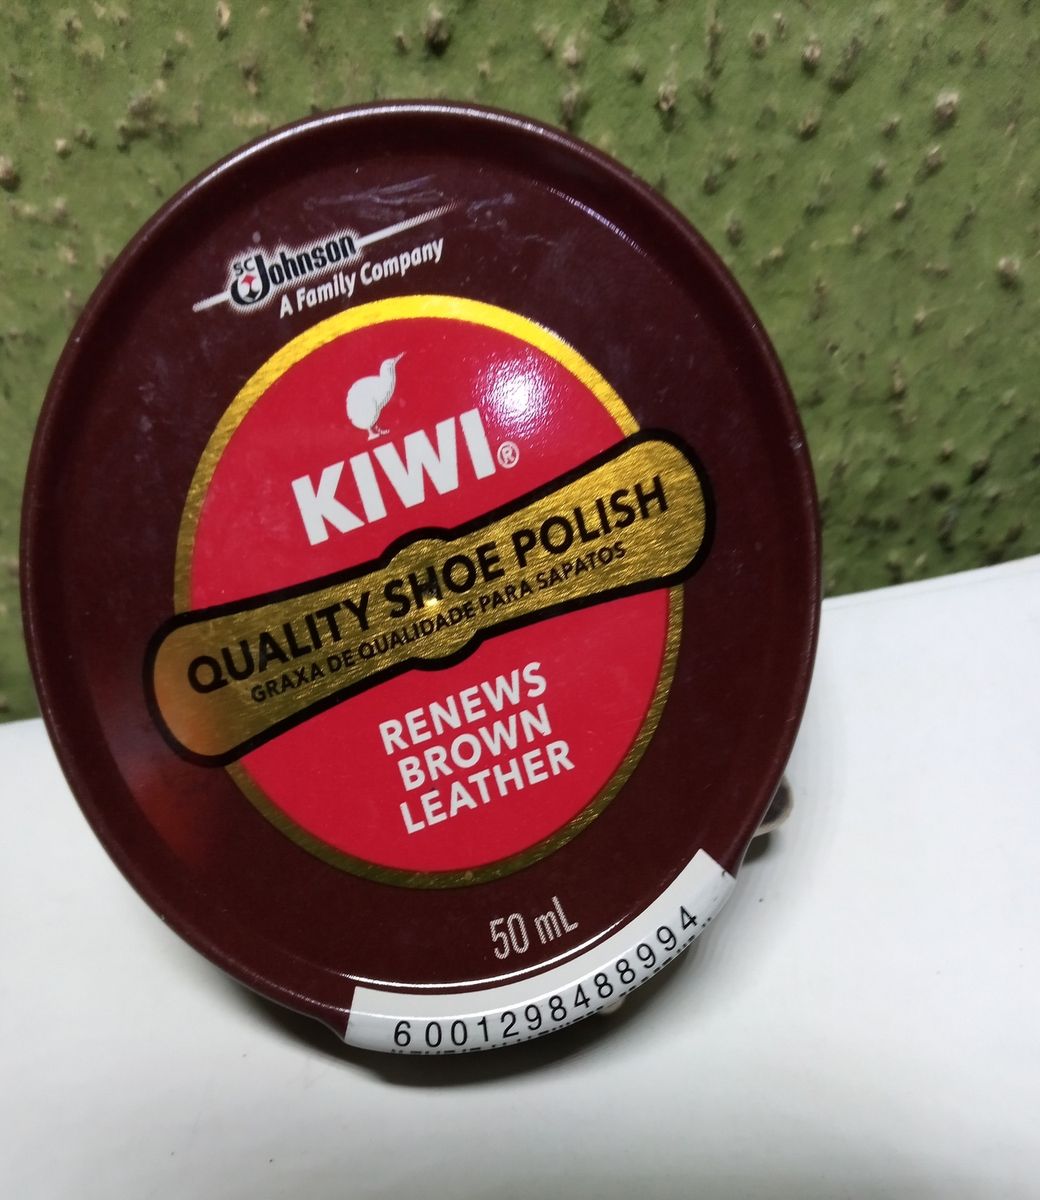 SC Johnson
A Family Company
KIWI®
QUALITY SHOE POLISH
GRAXA DE QUALIDADE PARA SAPATOS
RENEWS
BROWN
LEATHER
50 mL
6001298488994